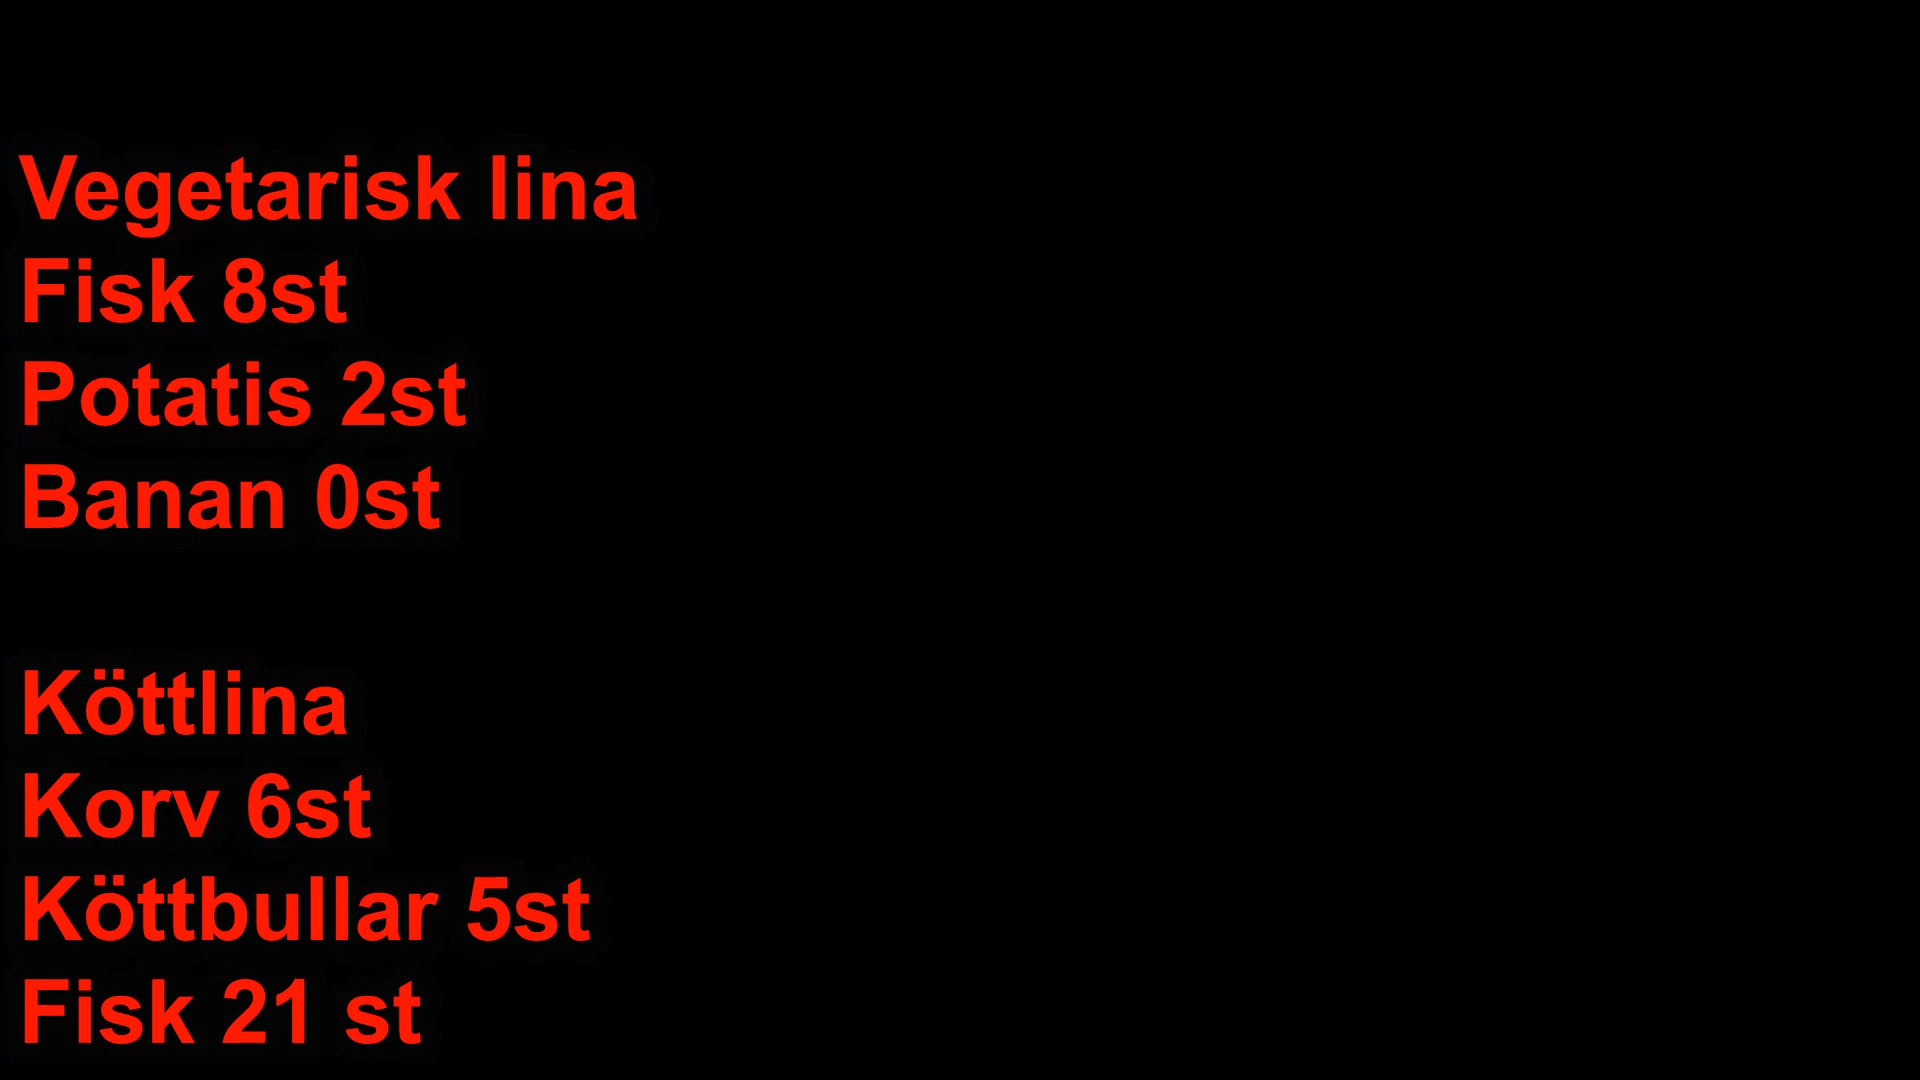 Vegetarisk lina
Fisk 8st
Potatis 2st
Banan 0st
Köttlina
Korv 6st
Köttbullar 5st
Fisk 21 st